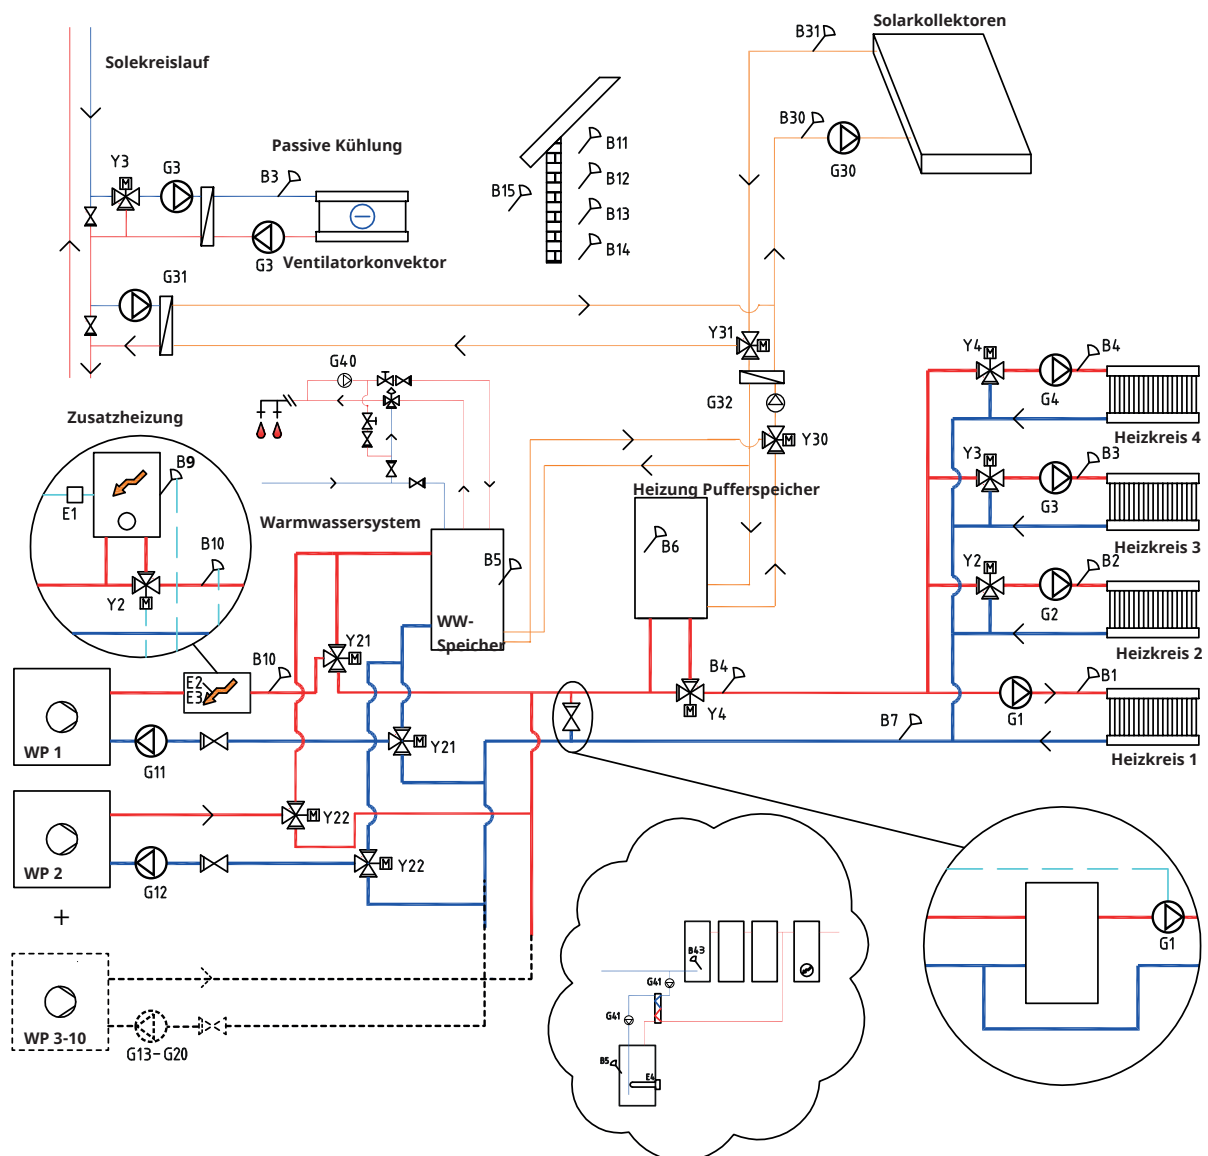 Solarkollektoren
B31
Solekreislauf
B30
G30
Passive Kühlung
Y3
G3
B3
B11
B12
B15
B13
B14
G3
Ventilatorkonvektor
G31
Y31
M
G40
G32
Y30
M
Y4
M
B4
G4
Heizkreis 4
Zusatzheizung
B9
E1
B10
Y2
M
Warmwassersystem
Heizung Pufferspeicher
B5
B6
WW-
Speicher
Y3
M
B3
G3
Heizkreis 3
Y2
M
B2
G2
Heizkreis 2
Y21
M
B10
E2
E3
B4
Y4
M
B1
G1
B7
Heizkreis 1
WP 1
G11
Y21
M
WP 2
Y22
M
G12
Y22
M
+
WP 3-10
G13-G20
B43
G41
G41
B5
E4
G1